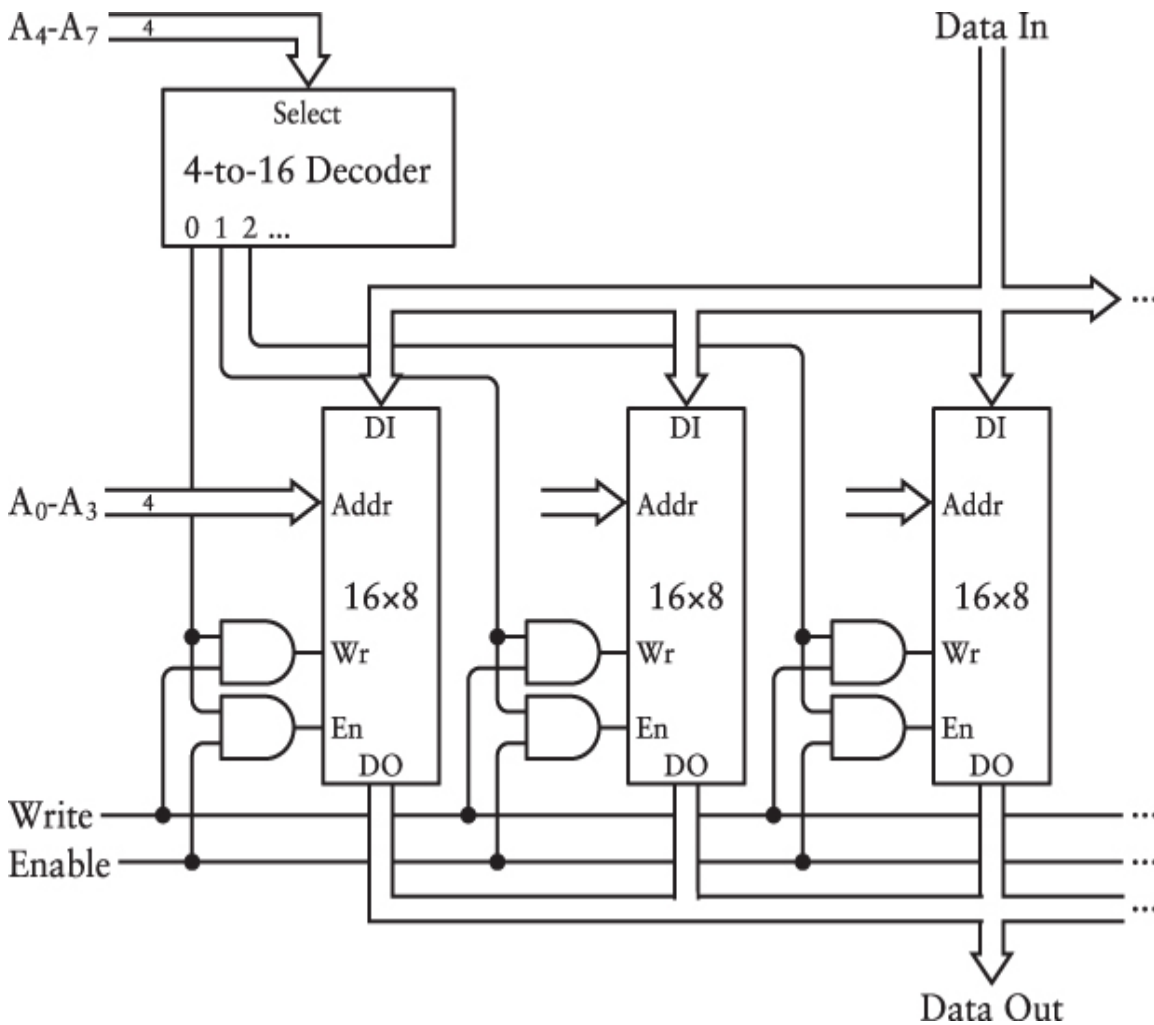 A₄-A₇ 4
Data In
Select
4-to-16 Decoder
0 1 2 ...
...
DI DI DI
A₀-A₃ 4 Addr Addr Addr
16×8 16×8 16×8
Wr Wr Wr
En En En
DO DO DO
Write ...
Enable ...
...
Data Out